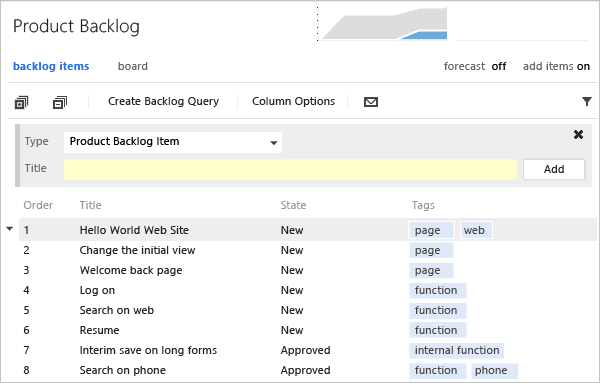 Product Backlog
backlog items board forecast off add items on
Create Backlog Query Column Options
Type Product Backlog Item
Title Add
Order Title State Tags
1 Hello World Web Site New page web
2 Change the initial view New page
3 Welcome back page New page
4 Log on New function
5 Search on web New function
6 Resume New function
7 Interim save on long forms Approved internal function
8 Search on phone Approved function phone